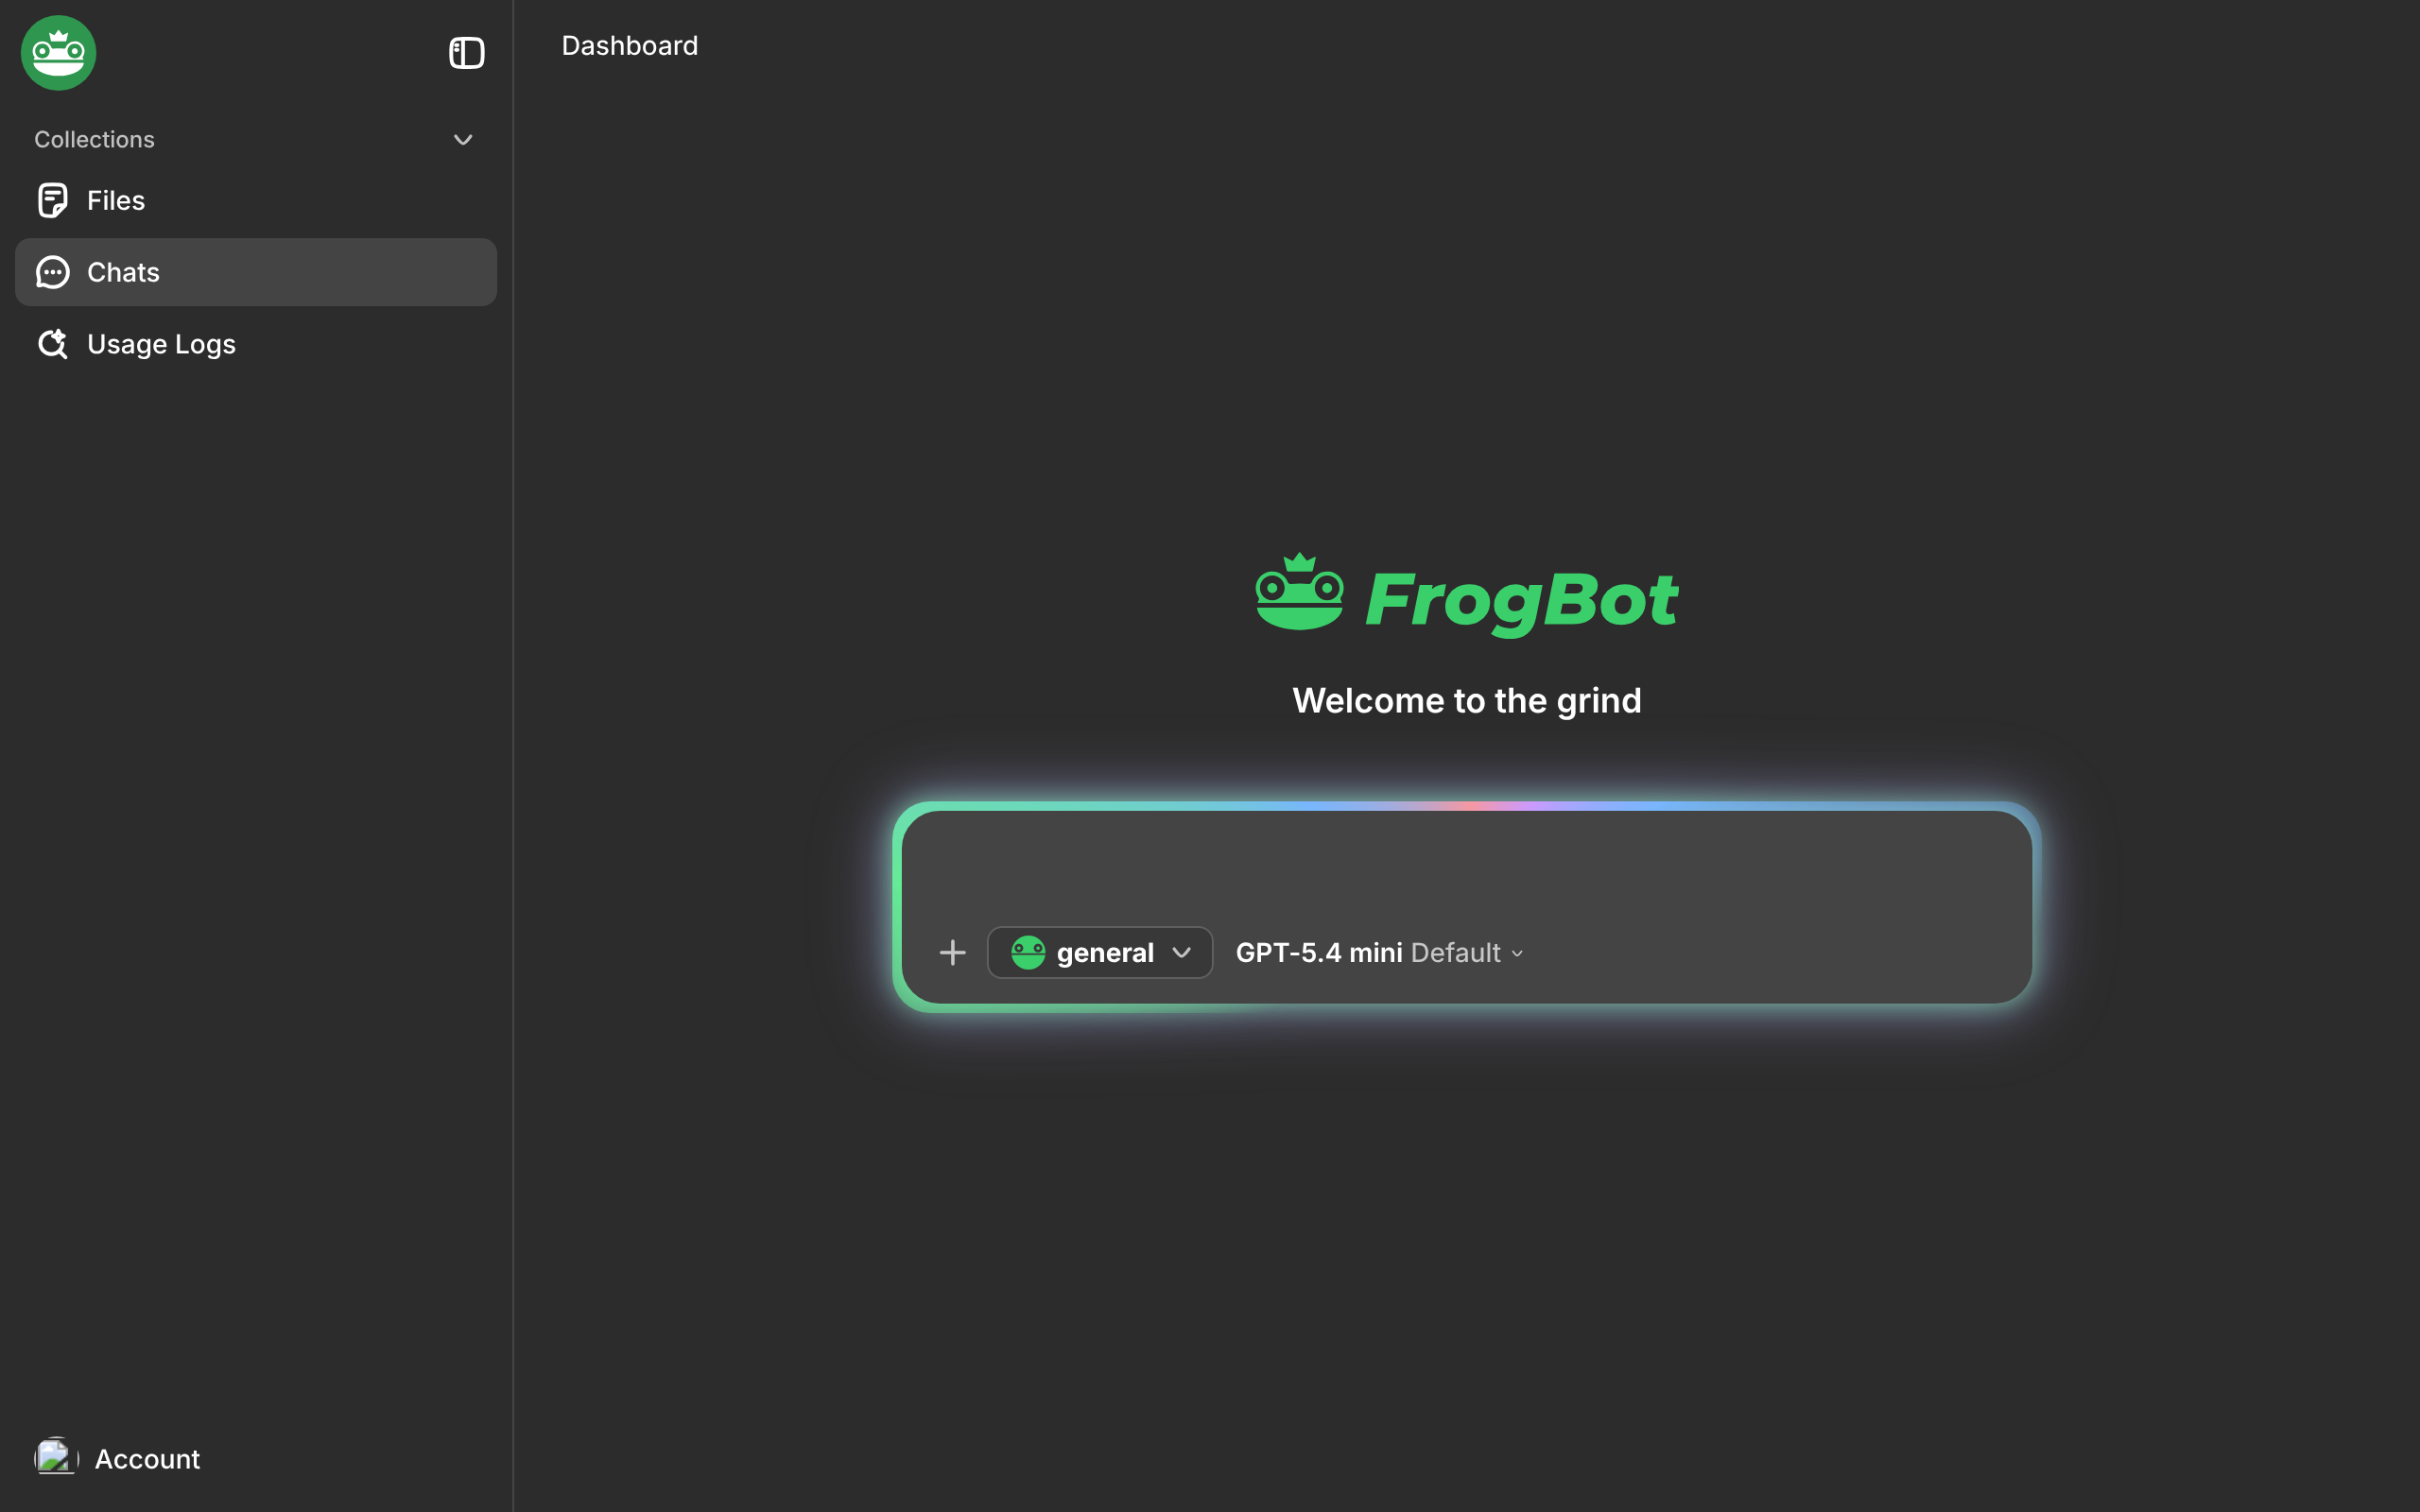 Dashboard
Collections
Files
Chats
Usage Logs
FrogBot
Welcome to the grind
general
GPT-5.4 mini Default
Account